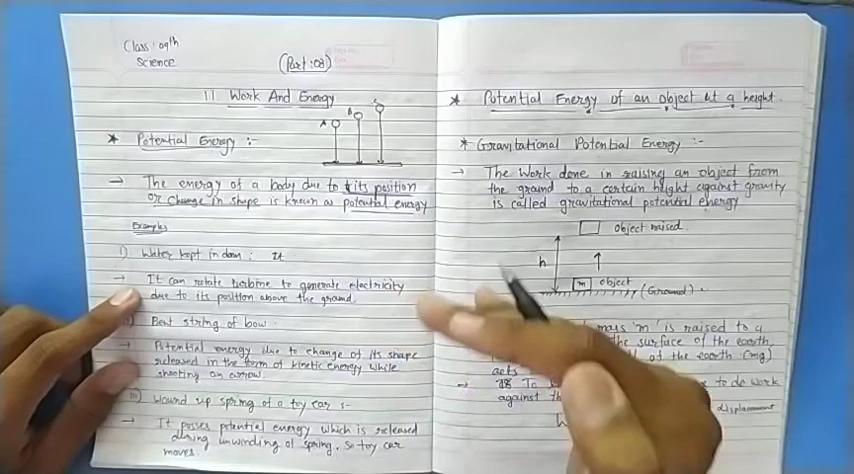 Class: 09th
Science
(Part: 08)
11 Work And Energy
A
B
C
* Potential Energy :-
→ The energy of a body due to its position
or change in shape is known as potential energy
Examples
i) Water kept in dam : It
→ It can rotate turbine to generate electricity
due to its position above the ground.
ii) Bent string of bow.
→ Potential energy due to change of its shape
released in the form of kinetic energy while
shooting an arrow.
iii) Wound up spring of a toy car :-
→ It posses potential energy which is released
during unwinding of spring. So toy car
moves.
* Potential Energy of an object at a height.
* Gravitational Potential Energy :-
→ The Work done in raising an object from
the ground to a certain height against gravity
is called gravitational potential energy
object raised.
h
m object
(Ground).
mass 'm' is raised to a
the surface of the earth,
of the earth (mg)
acts
→ To
to do work
against th
displacement
W